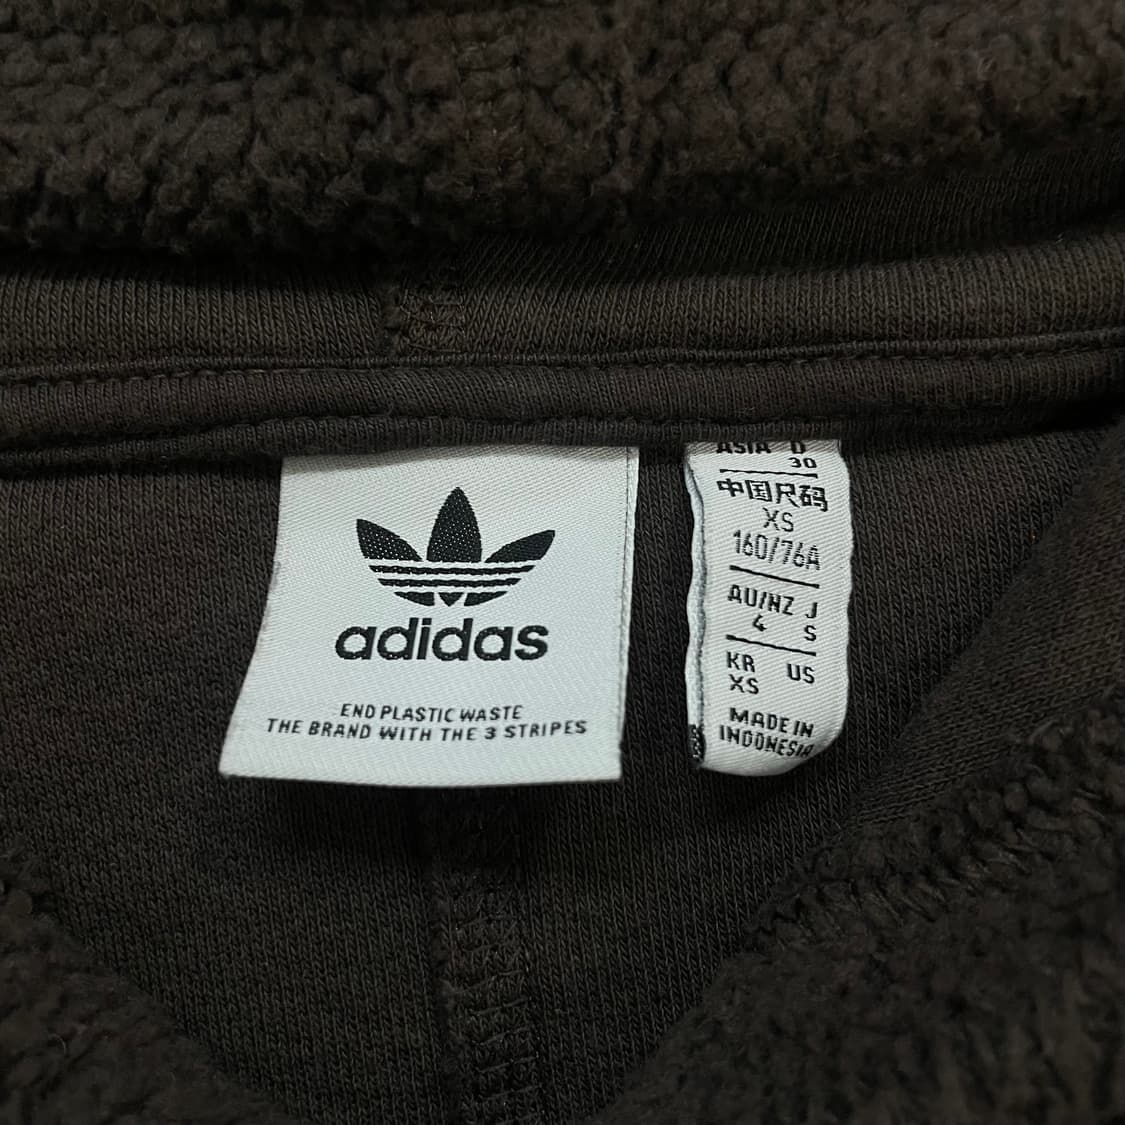 adidas
END PLASTIC WASTE
THE BRAND WITH THE 3 STRIPES
ASIA D
30
中国尺码
XS
160/76A
AU/NZ J
4 S
KR US
XS
MADE IN
INDONESIA